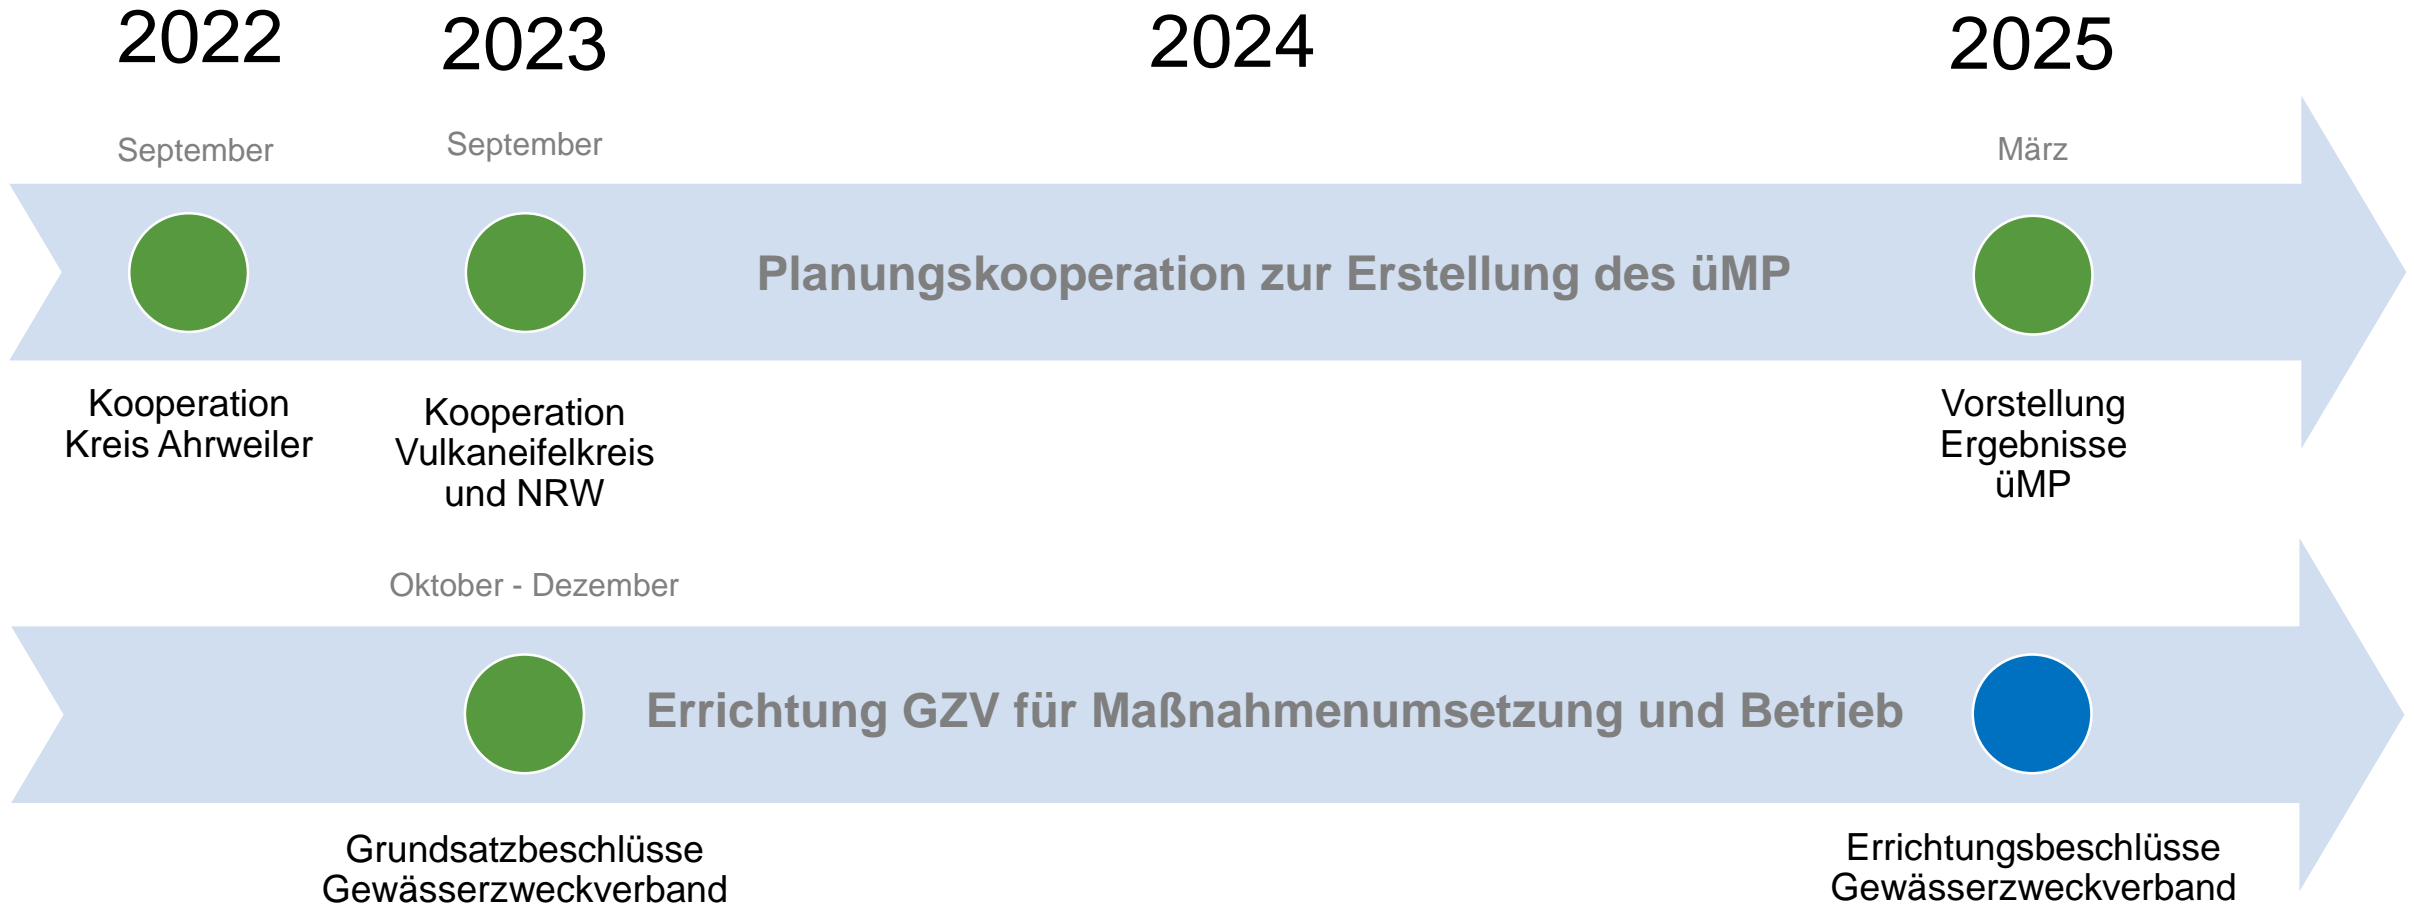 2022
2023
2024
2025
September
September
März
Planungskooperation zur Erstellung des üMP
Kooperation
Kreis Ahrweiler
Kooperation
Vulkaneifelkreis
und NRW
Vorstellung
Ergebnisse
üMP
Oktober - Dezember
Errichtung GZV für Maßnahmenumsetzung und Betrieb
Grundsatzbeschlüsse
Gewässerzweckverband
Errichtungsbeschlüsse
Gewässerzweckverband